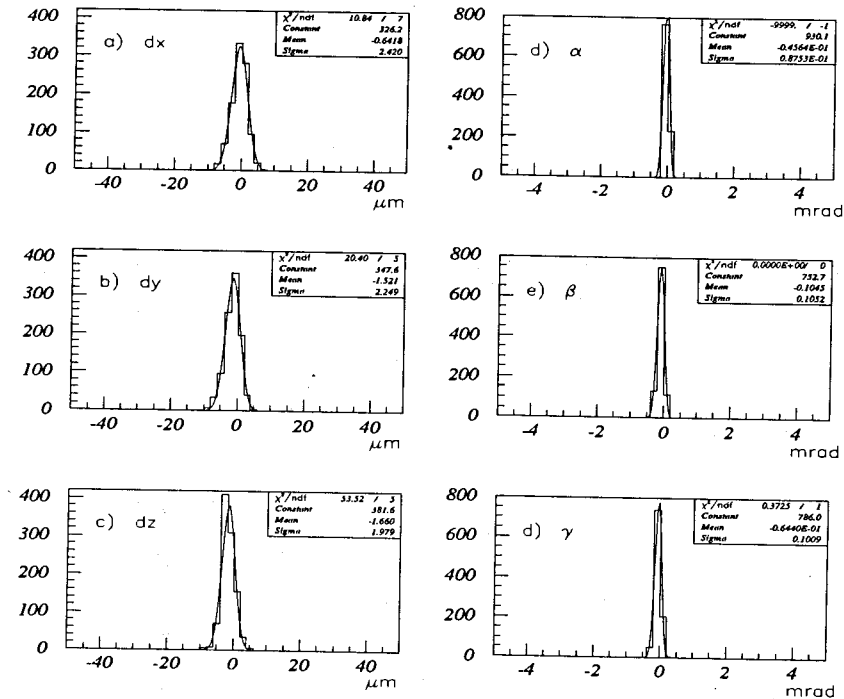 a) dx
χ²/ndf 10.84 / 7
Constant 326.2
Mean -0.6418
Sigma 2.420
400
300
200
100
0
-40 -20 0 20 40
μm
d) α
χ²/ndf -9999. / -1
Constant 930.1
Mean -0.4564E-01
Sigma 0.8753E-01
800
600
400
200
0
-4 -2 0 2 4
mrad
b) dy
χ²/ndf 20.40 / 5
Constant 347.6
Mean -1.521
Sigma 2.249
400
300
200
100
0
-40 -20 0 20 40
μm
e) β
χ²/ndf 0.0000E+00/ 0
Constant 752.7
Mean -0.1045
Sigma 0.1052
800
600
400
200
0
-4 -2 0 2 4
mrad
c) dz
χ²/ndf 53.52 / 5
Constant 381.6
Mean -1.660
Sigma 1.979
400
300
200
100
0
-40 -20 0 20 40
μm
d) γ
χ²/ndf 0.3725 / 1
Constant 786.0
Mean -0.6440E-01
Sigma 0.1009
800
600
400
200
0
-4 -2 0 2 4
mrad